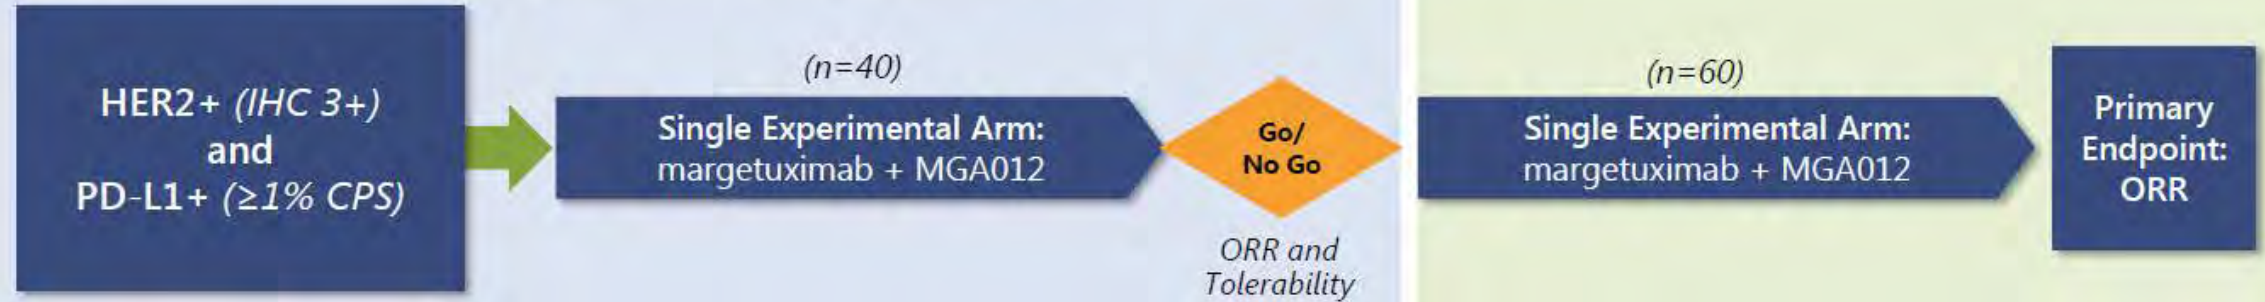 HER2+ (IHC 3+)
and
PD-L1+ (≥1% CPS)
(n=40)
Single Experimental Arm:
margetuximab + MGA012
Go/
No Go
ORR and
Tolerability
(n=60)
Single Experimental Arm:
margetuximab + MGA012
Primary
Endpoint:
ORR